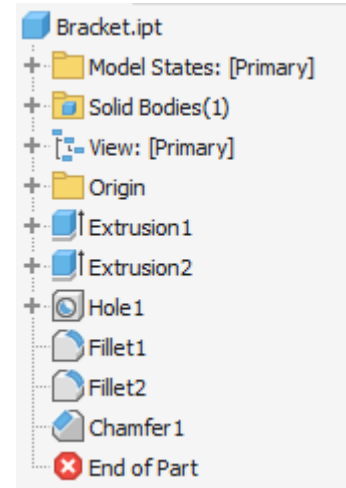 Bracket.ipt
Model States: [Primary]
Solid Bodies(1)
View: [Primary]
Origin
Extrusion1
Extrusion2
Hole1
Fillet1
Fillet2
Chamfer1
End of Part